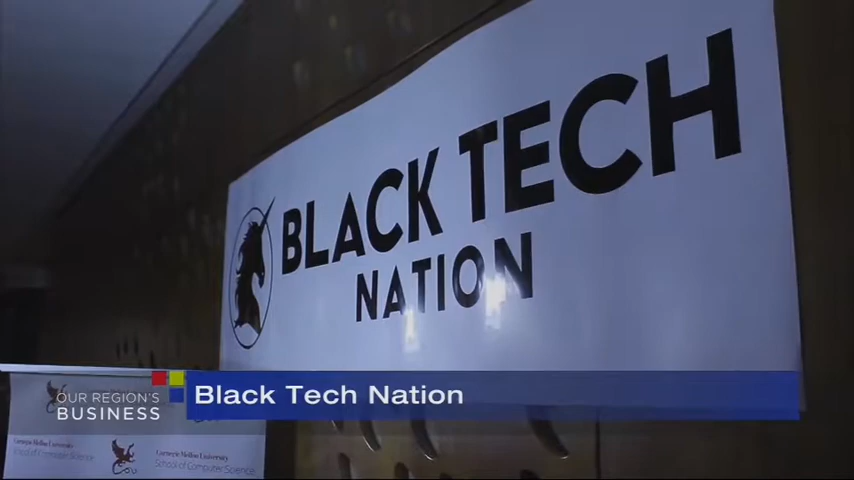 BLACK TECH
NATION
OUR REGION'S
BUSINESS
Black Tech Nation
Carnegie Mellon University
School of Computer Science
Carnegie Mellon University
School of Computer Science